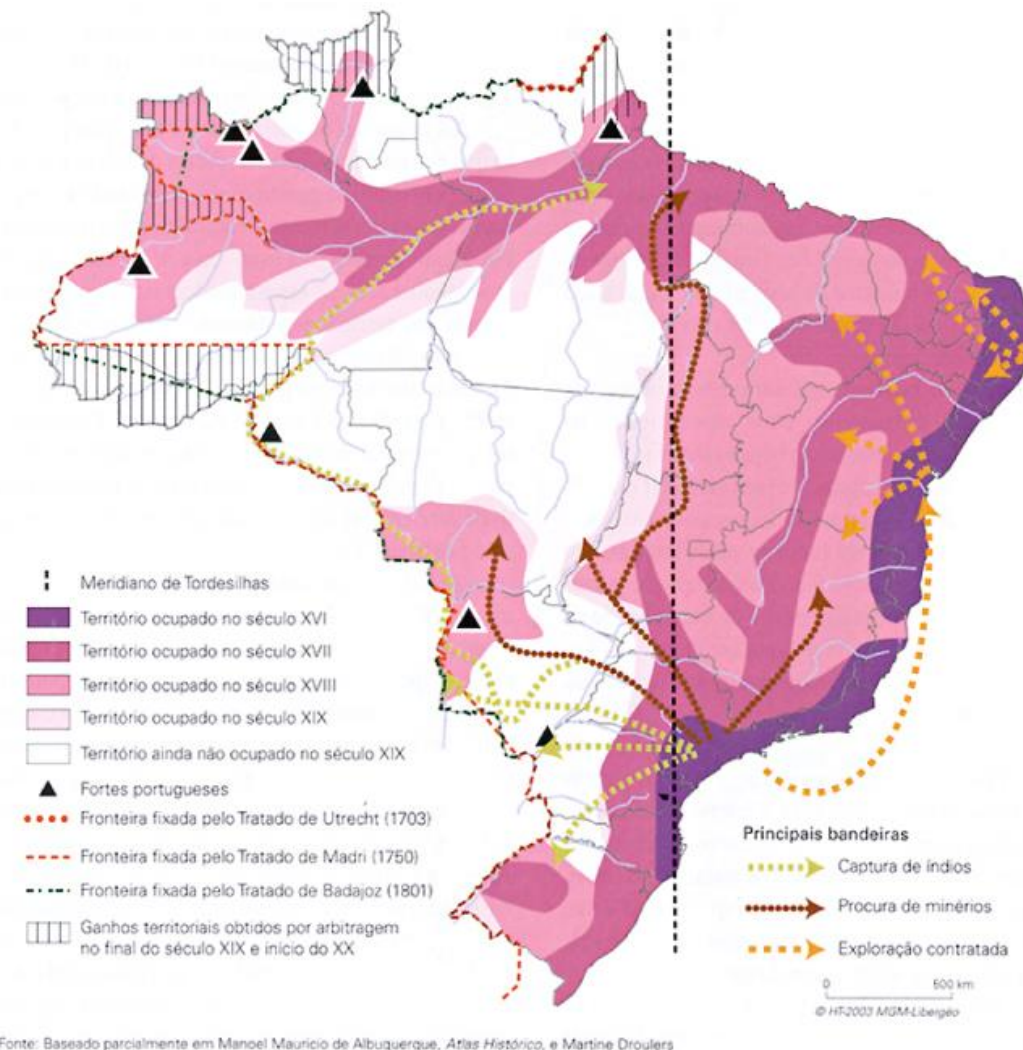 Meridiano de Tordesilhas
Território ocupado no século XVI
Território ocupado no século XVII
Território ocupado no século XVIII
Território ocupado no século XIX
Território ainda não ocupado no século XIX
Fortes portugueses
Fronteira fixada pelo Tratado de Utrecht (1703)
Fronteira fixada pelo Tratado de Madri (1750)
Fronteira fixada pelo Tratado de Badajoz (1801)
Ganhos territoriais obtidos por arbitragem
no final do século XIX e início do XX
Principais bandeiras
Captura de índios
Procura de minérios
Exploração contratada
0 500 km
© HT-2003 MGM-Libergéo
Fonte: Baseado parcialmente em Manoel Maurício de Albuquerque, Atlas Histórico, e Martine Droulers